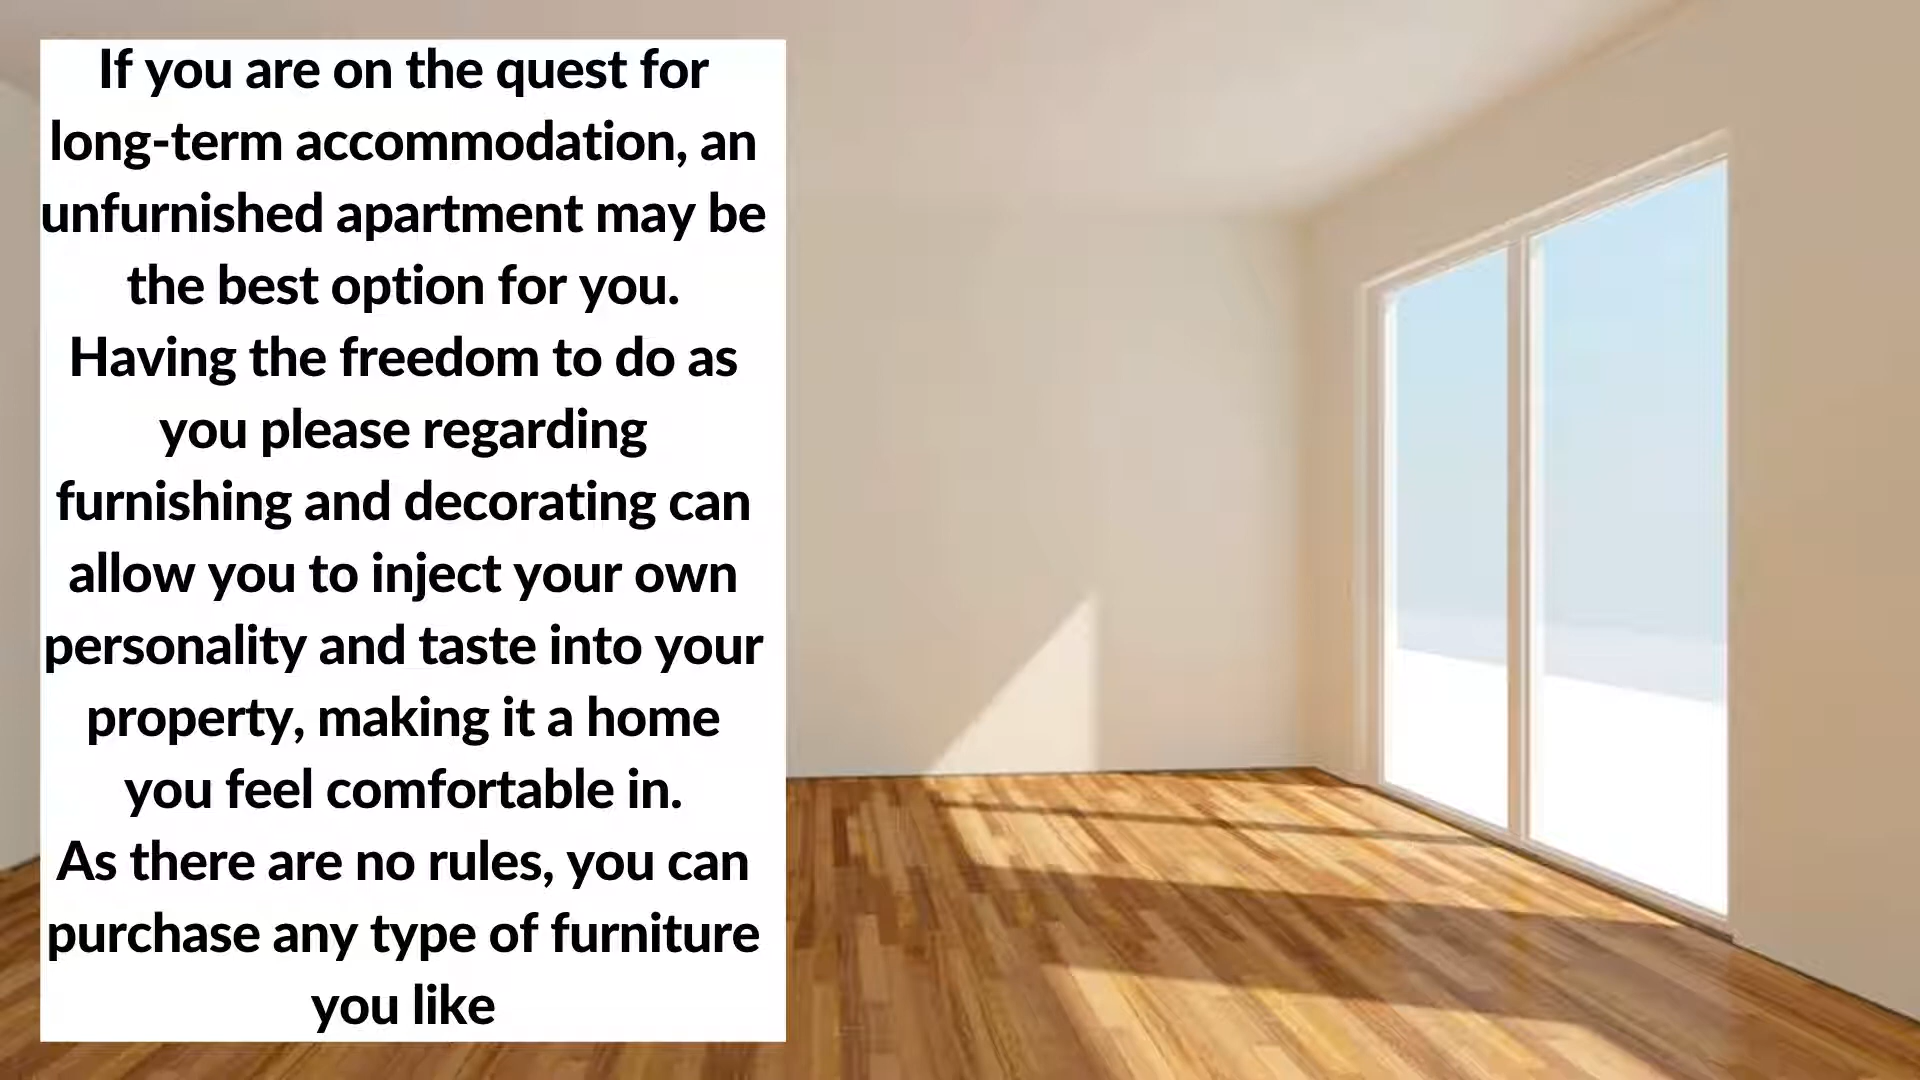 If you are on the quest for
long-term accommodation, an
unfurnished apartment may be
the best option for you.
Having the freedom to do as
you please regarding
furnishing and decorating can
allow you to inject your own
personality and taste into your
property, making it a home
you feel comfortable in.
As there are no rules, you can
purchase any type of furniture
you like